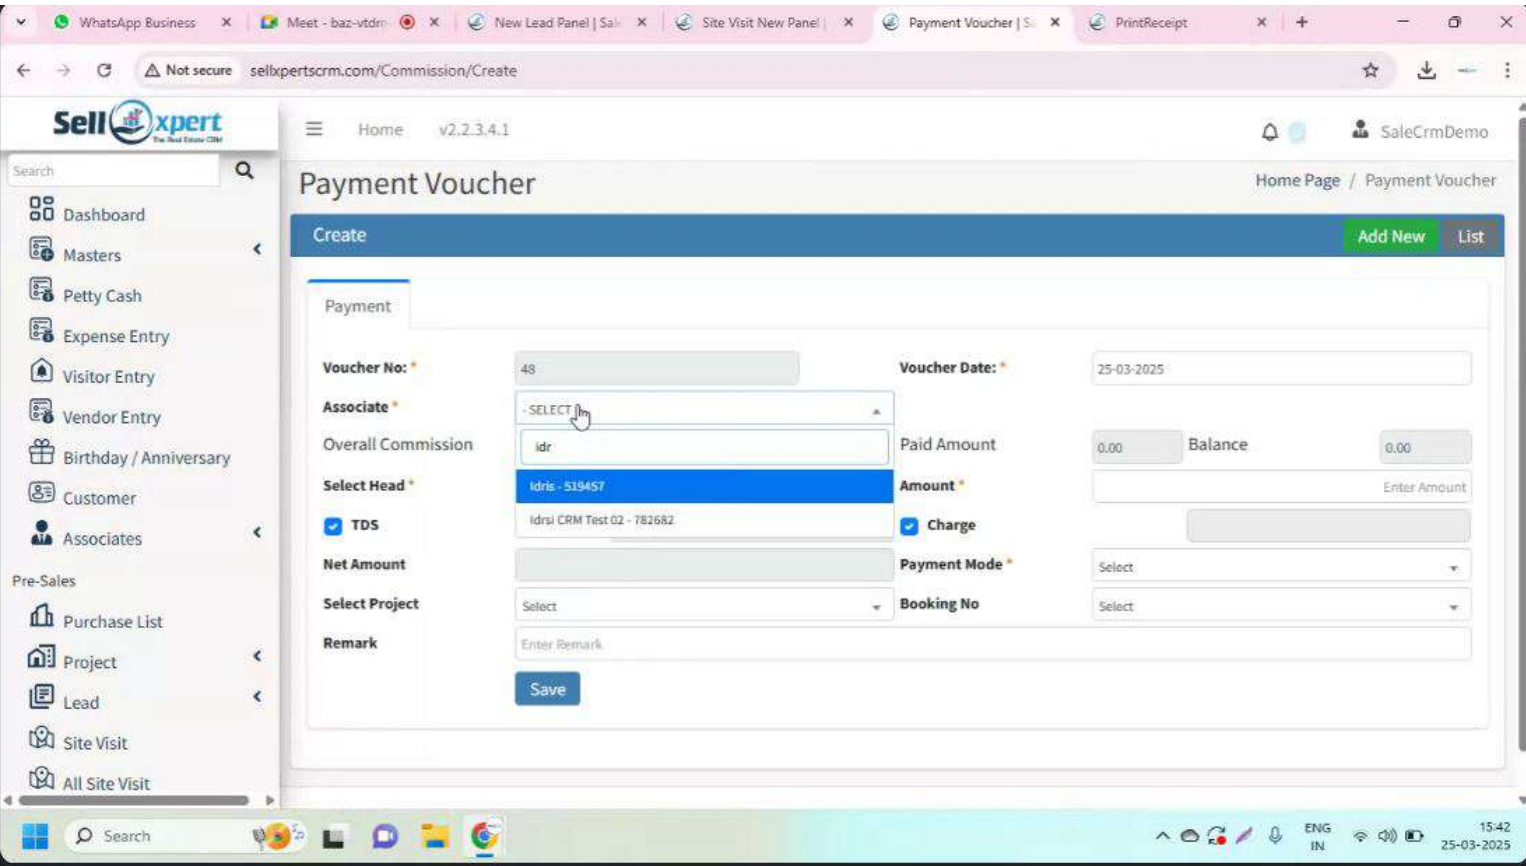 WhatsApp Business
Meet - baz-vtdm
New Lead Panel | Sal
Site Visit New Panel |
Payment Voucher | Sa
PrintReceipt
Not secure
sellxpertscrm.com/Commission/Create
Sell xpert
The Real Estate CRM
Home
v2.2.3.4.1
SaleCrmDemo
Search
Payment Voucher
Home Page / Payment Voucher
Dashboard
Masters
Petty Cash
Expense Entry
Visitor Entry
Vendor Entry
Birthday / Anniversary
Customer
Associates
Pre-Sales
Purchase List
Project
Lead
Site Visit
All Site Visit
Create
Add New
List
Payment
Voucher No: *
48
Voucher Date: *
25-03-2025
Associate *
- SELECT
idr
Idris - 519457
Idrsi CRM Test 02 - 782682
Overall Commission
Paid Amount
0.00
Balance
0.00
Select Head *
Amount *
Enter Amount
TDS
Charge
Net Amount
Payment Mode *
Select
Select Project
Select
Booking No
Select
Remark
Enter Remark
Save
Search
ENG
IN
15:42
25-03-2025